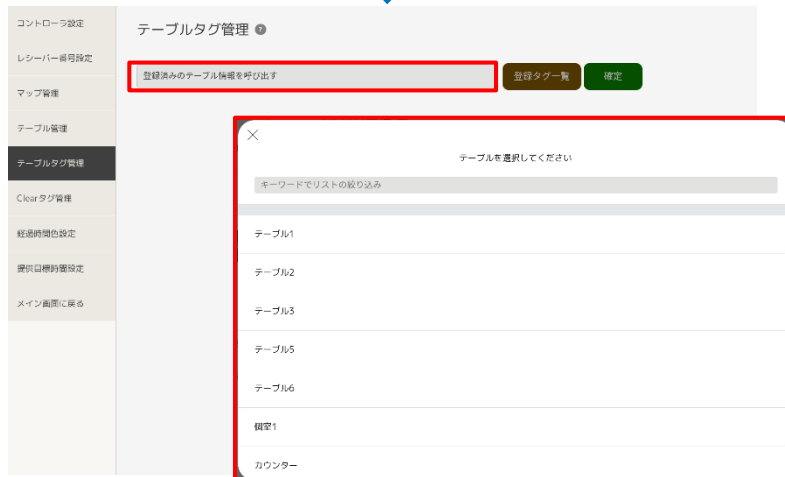 コントローラ設定
レシーバー番号設定
マップ管理
テーブル管理
テーブルタグ管理
Clearタグ管理
経過時間色設定
提供目標時間設定
メイン画面に戻る
テーブルタグ管理 ?
登録済みのテーブル情報を呼び出す
登録タグ一覧
確定
×
テーブルを選択してください
キーワードでリストの絞り込み
テーブル1
テーブル2
テーブル3
テーブル5
テーブル6
個室1
カウンター